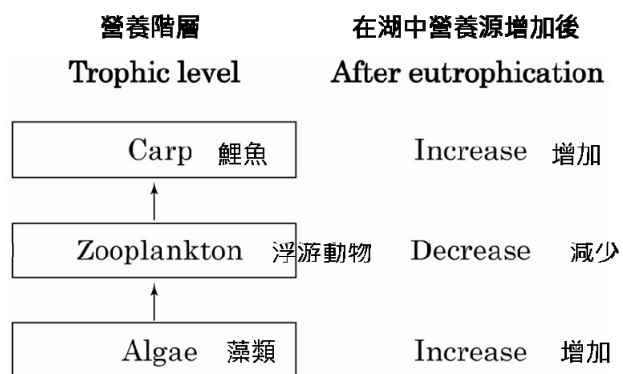 營養階層 在湖中營養源增加後
Trophic level After eutrophication
Carp 鯉魚 Increase 增加
Zooplankton 浮游動物 Decrease 減少
Algae 藻類 Increase 增加